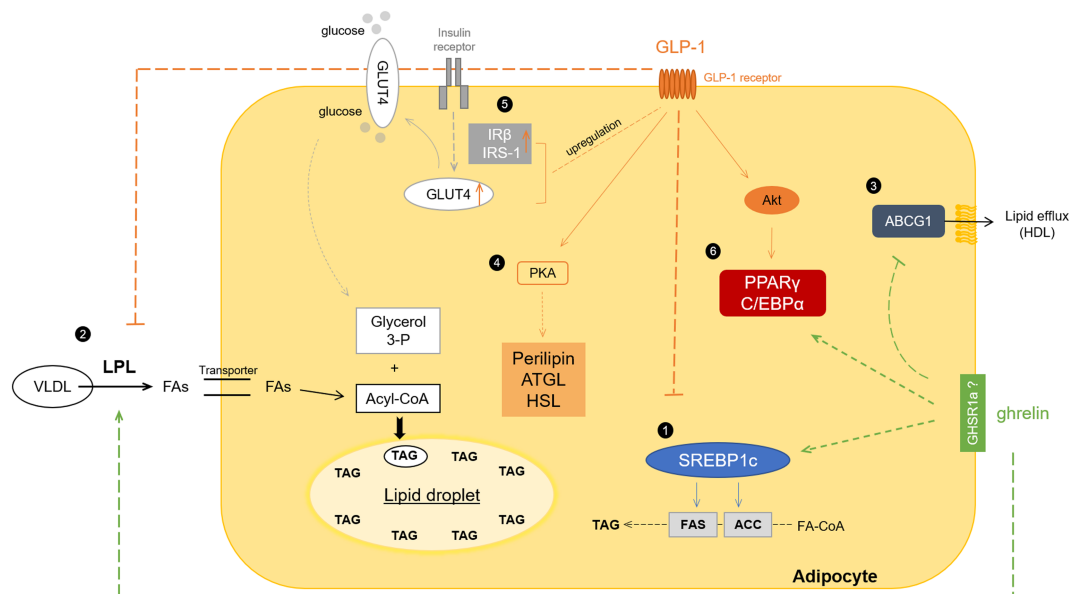 glucose
GLUT4
glucose
Insulin
receptor
GLP-1
GLP-1 receptor
5
IRβ
IRS-1
upregulation
GLUT4
Akt
3
ABCG1
Lipid efflux
(HDL)
4
PKA
6
PPARγ
C/EBPα
2
VLDL
LPL
FAs
Transporter
FAs
Glycerol
3-P
+
Acyl-CoA
Perilipin
ATGL
HSL
GHSR1a ?
ghrelin
TAG
TAG
TAG
TAG
Lipid droplet
TAG
TAG
TAG
TAG
1
SREBP1c
TAG
FAS
ACC
FA-CoA
Adipocyte